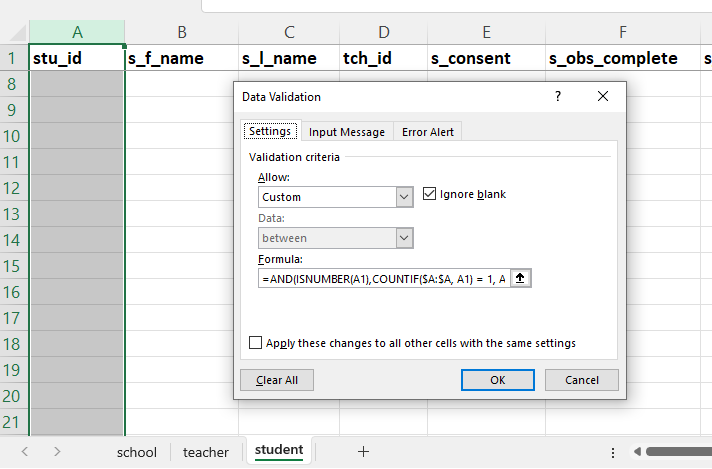 A B C D E F
1 stu_id s_f_name s_l_name tch_id s_consent s_obs_complete s
8
9
10
11
12
13
14
15
16
17
18
19
20
21
Data Validation ?
Settings Input Message Error Alert
Validation criteria
Allow:
Custom Ignore blank
Data:
between
Formula:
=AND(ISNUMBER(A1),COUNTIF($A:$A, A1) = 1, A
Apply these changes to all other cells with the same settings
Clear All OK Cancel
school teacher student